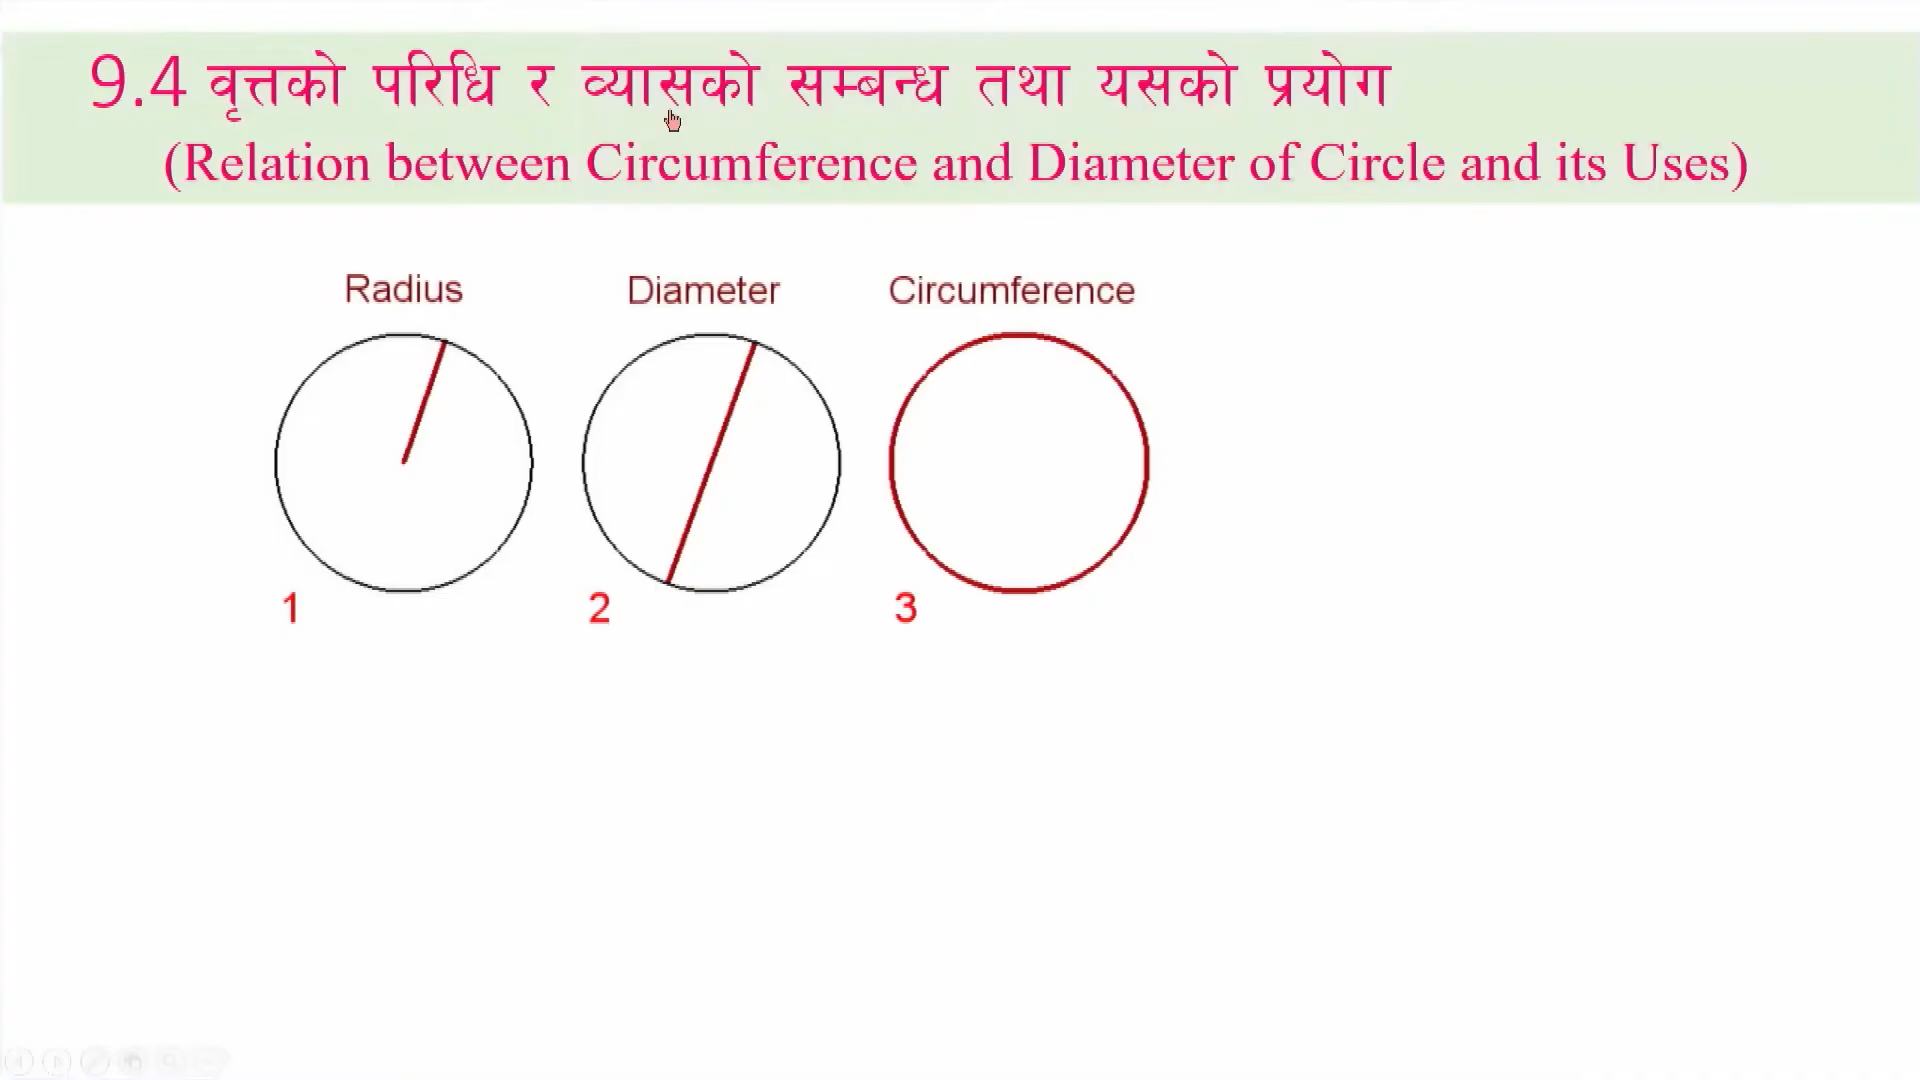 9.4 वृत्तको परिधि र व्यासको सम्बन्ध तथा यसको प्रयोग
(Relation between Circumference and Diameter of Circle and its Uses)
Radius Diameter Circumference
1 2 3